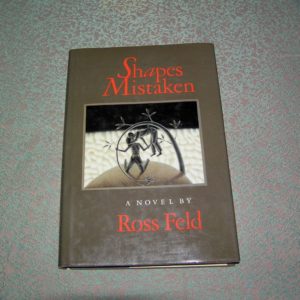 Shapes
Mistaken
A NOVEL BY
Ross Feld